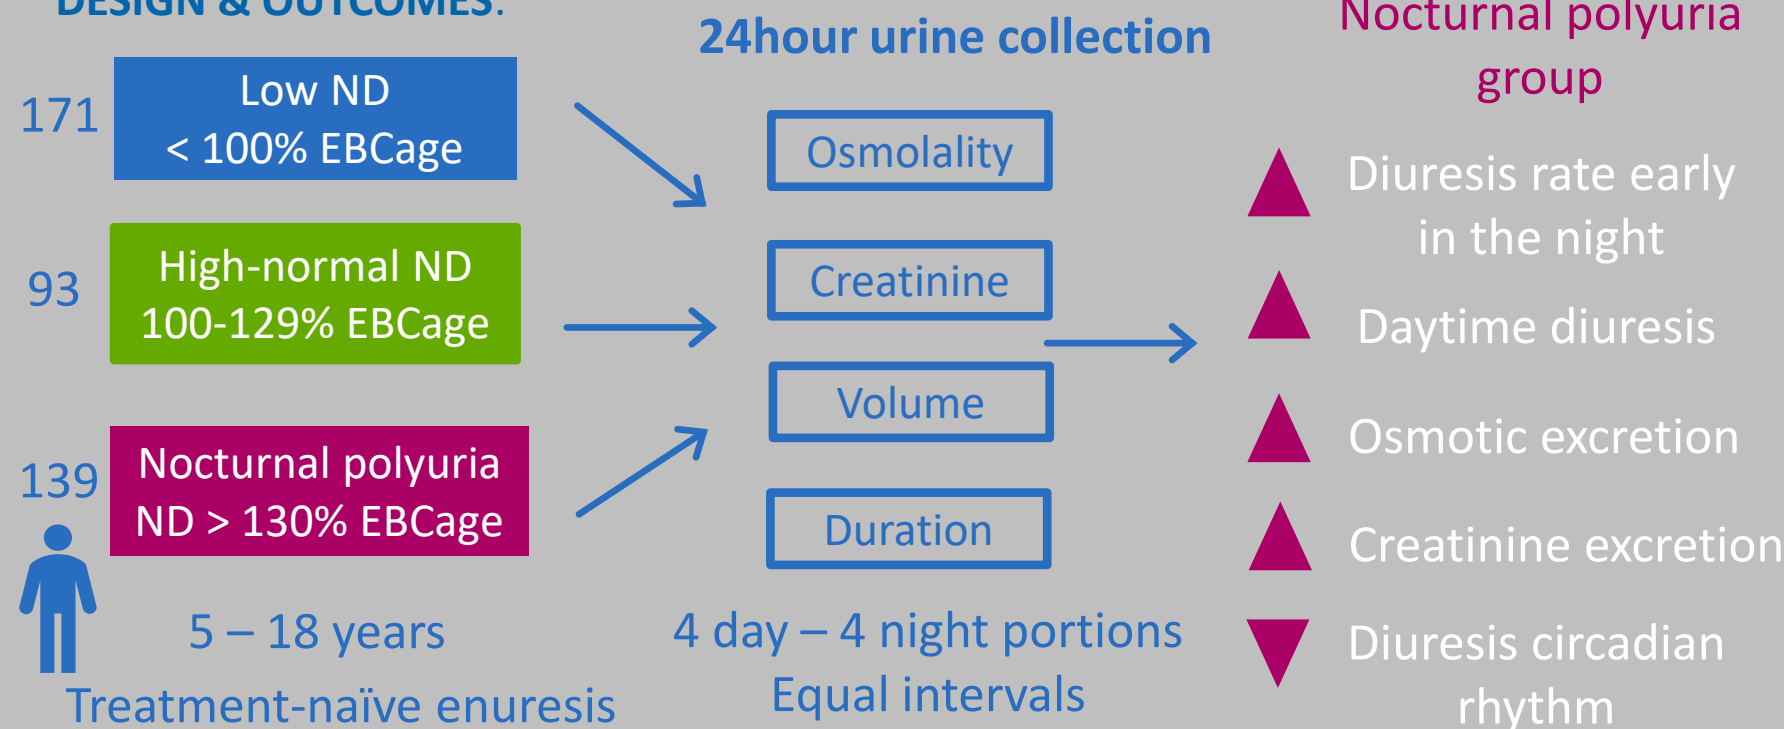 DESIGN & OUTCOMES.
171
Low ND
< 100% EBCage
93
High-normal ND
100-129% EBCage
139
Nocturnal polyuria
ND > 130% EBCage
5 – 18 years
Treatment-naïve enuresis
24hour urine collection
Osmolality
Creatinine
Volume
Duration
4 day – 4 night portions
Equal intervals
Nocturnal polyuria
group
Diuresis rate early
in the night
Daytime diuresis
Osmotic excretion
Creatinine excretion
Diuresis circadian
rhythm